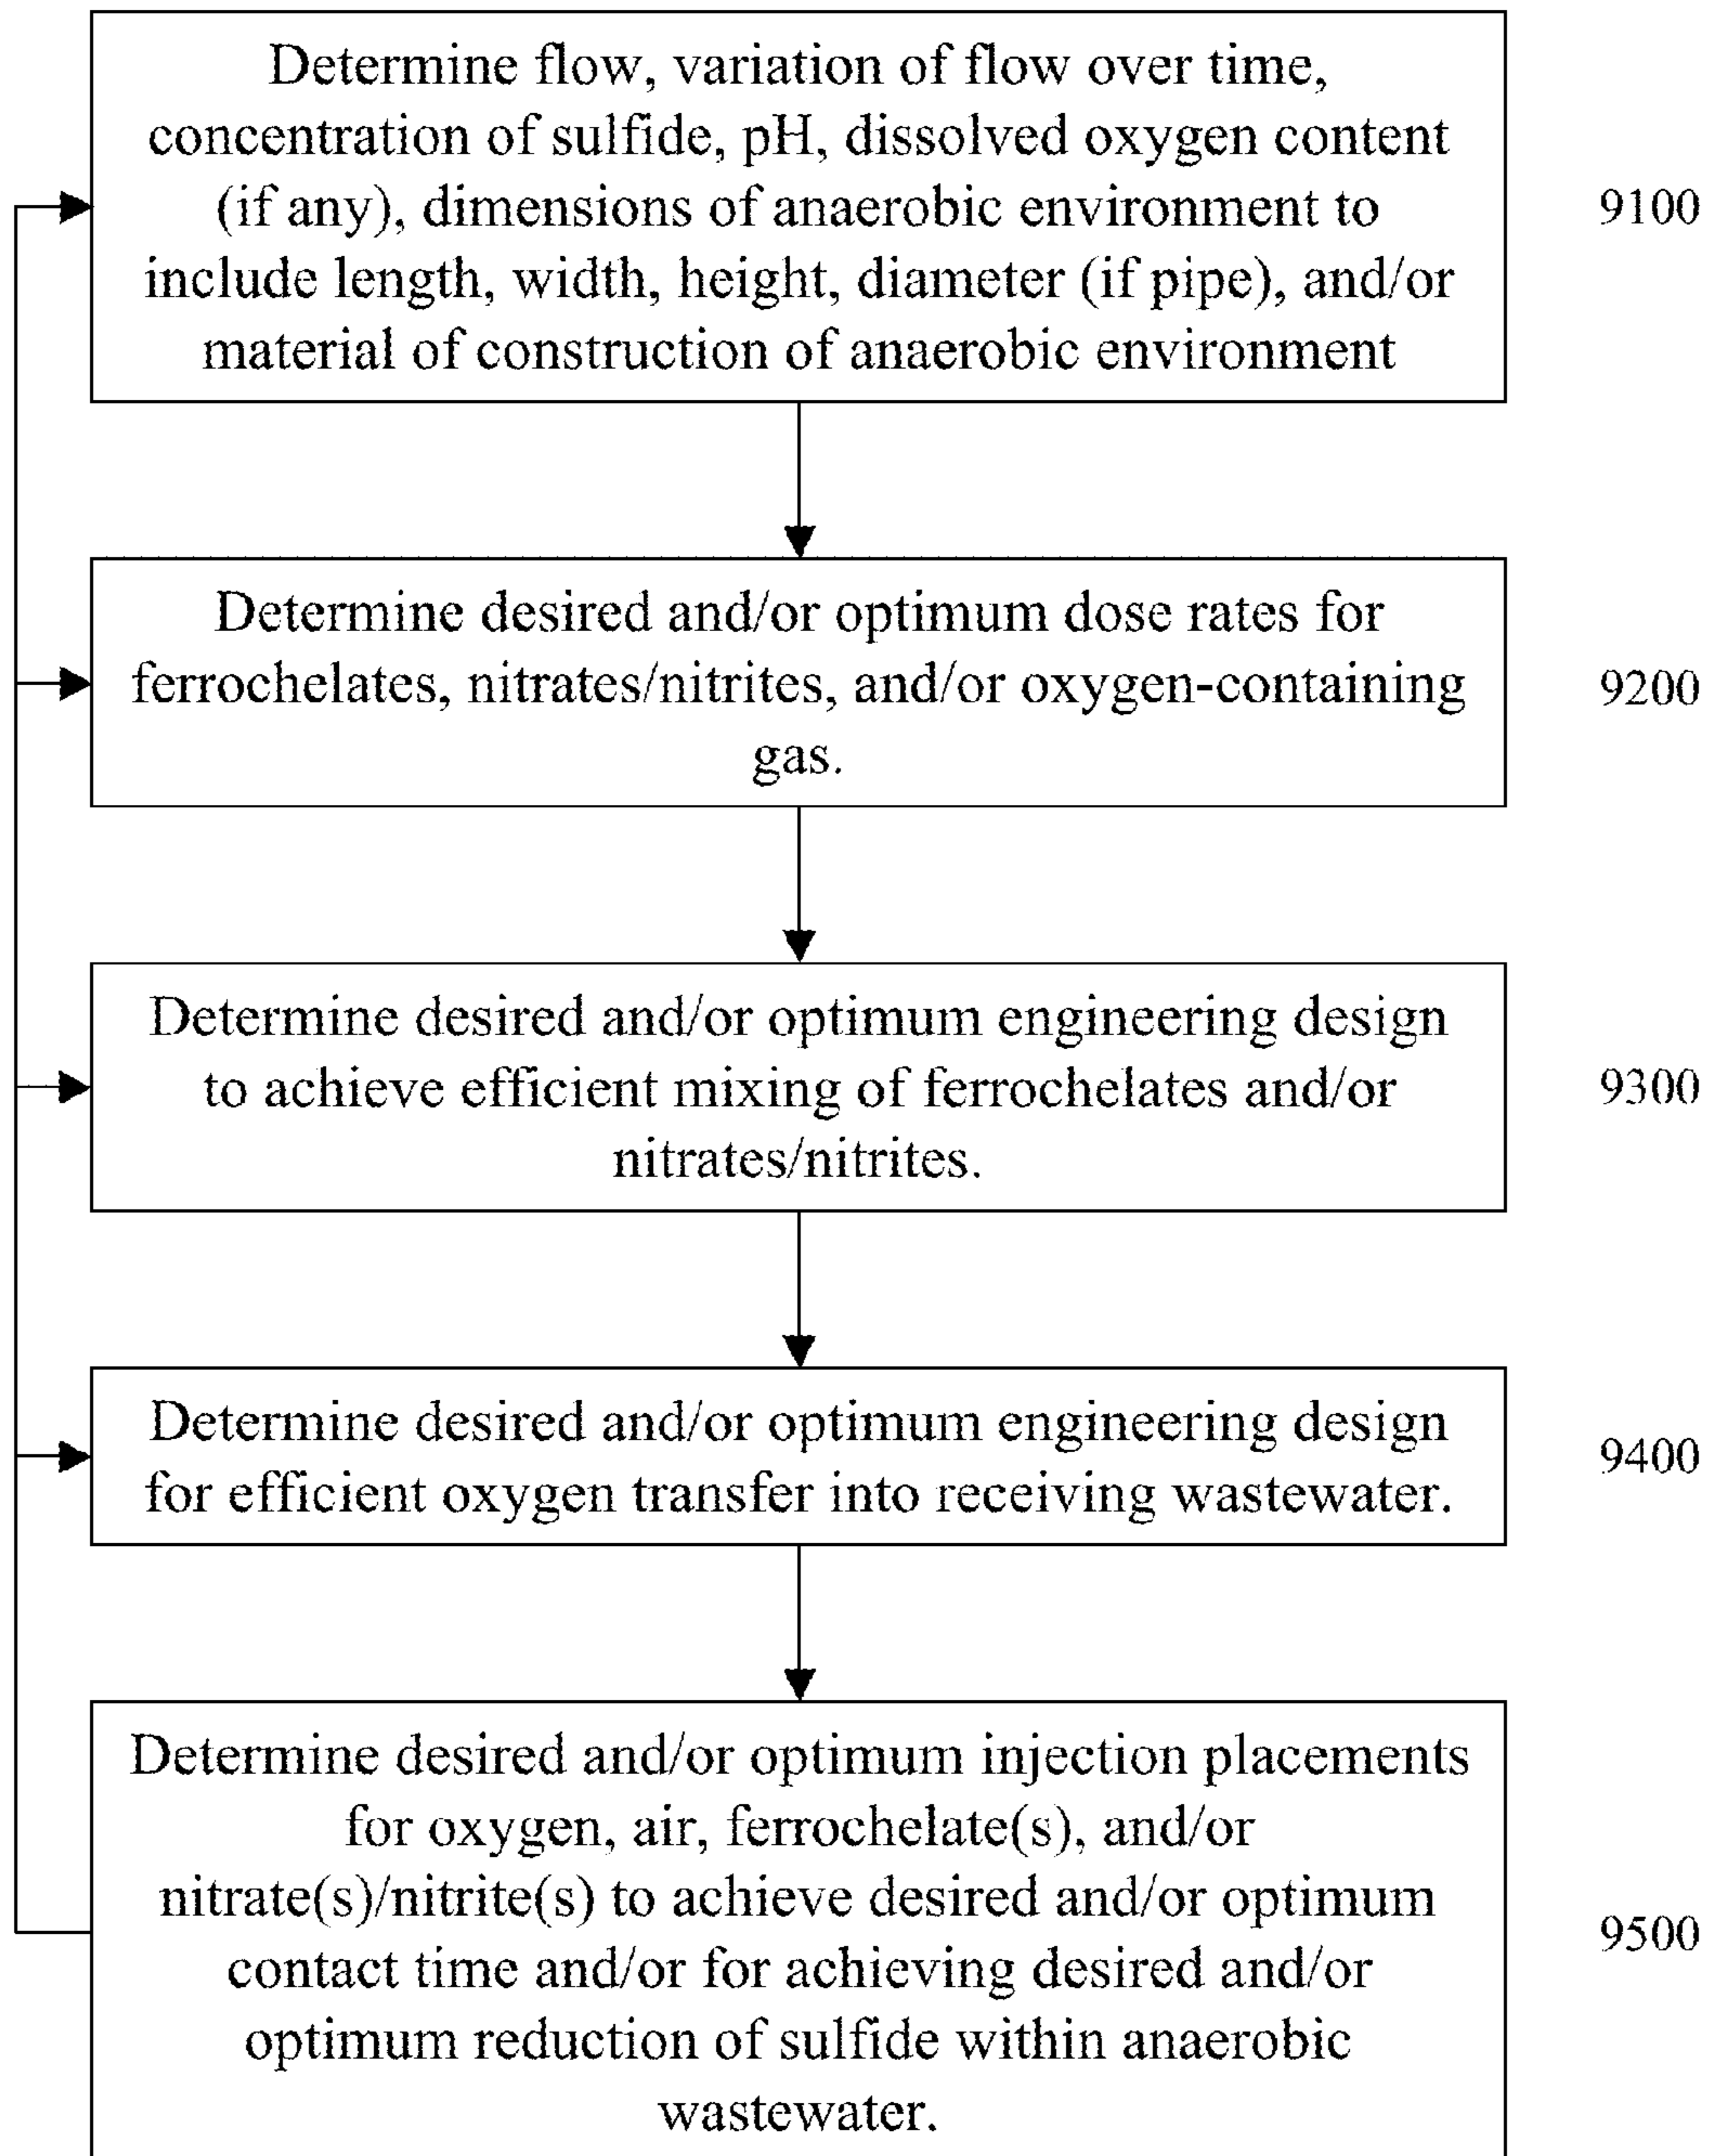 Determine flow, variation of flow over time,
concentration of sulfide, pH, dissolved oxygen content
(if any), dimensions of anaerobic environment to
include length, width, height, diameter (if pipe), and/or
material of construction of anaerobic environment
9100
Determine desired and/or optimum dose rates for
ferrochelates, nitrates/nitrites, and/or oxygen-containing
gas.
9200
Determine desired and/or optimum engineering design
to achieve efficient mixing of ferrochelates and/or
nitrates/nitrites.
9300
Determine desired and/or optimum engineering design
for efficient oxygen transfer into receiving wastewater.
9400
Determine desired and/or optimum injection placements
for oxygen, air, ferrochelate(s), and/or
nitrate(s)/nitrite(s) to achieve desired and/or optimum
contact time and/or for achieving desired and/or
optimum reduction of sulfide within anaerobic
wastewater.
9500